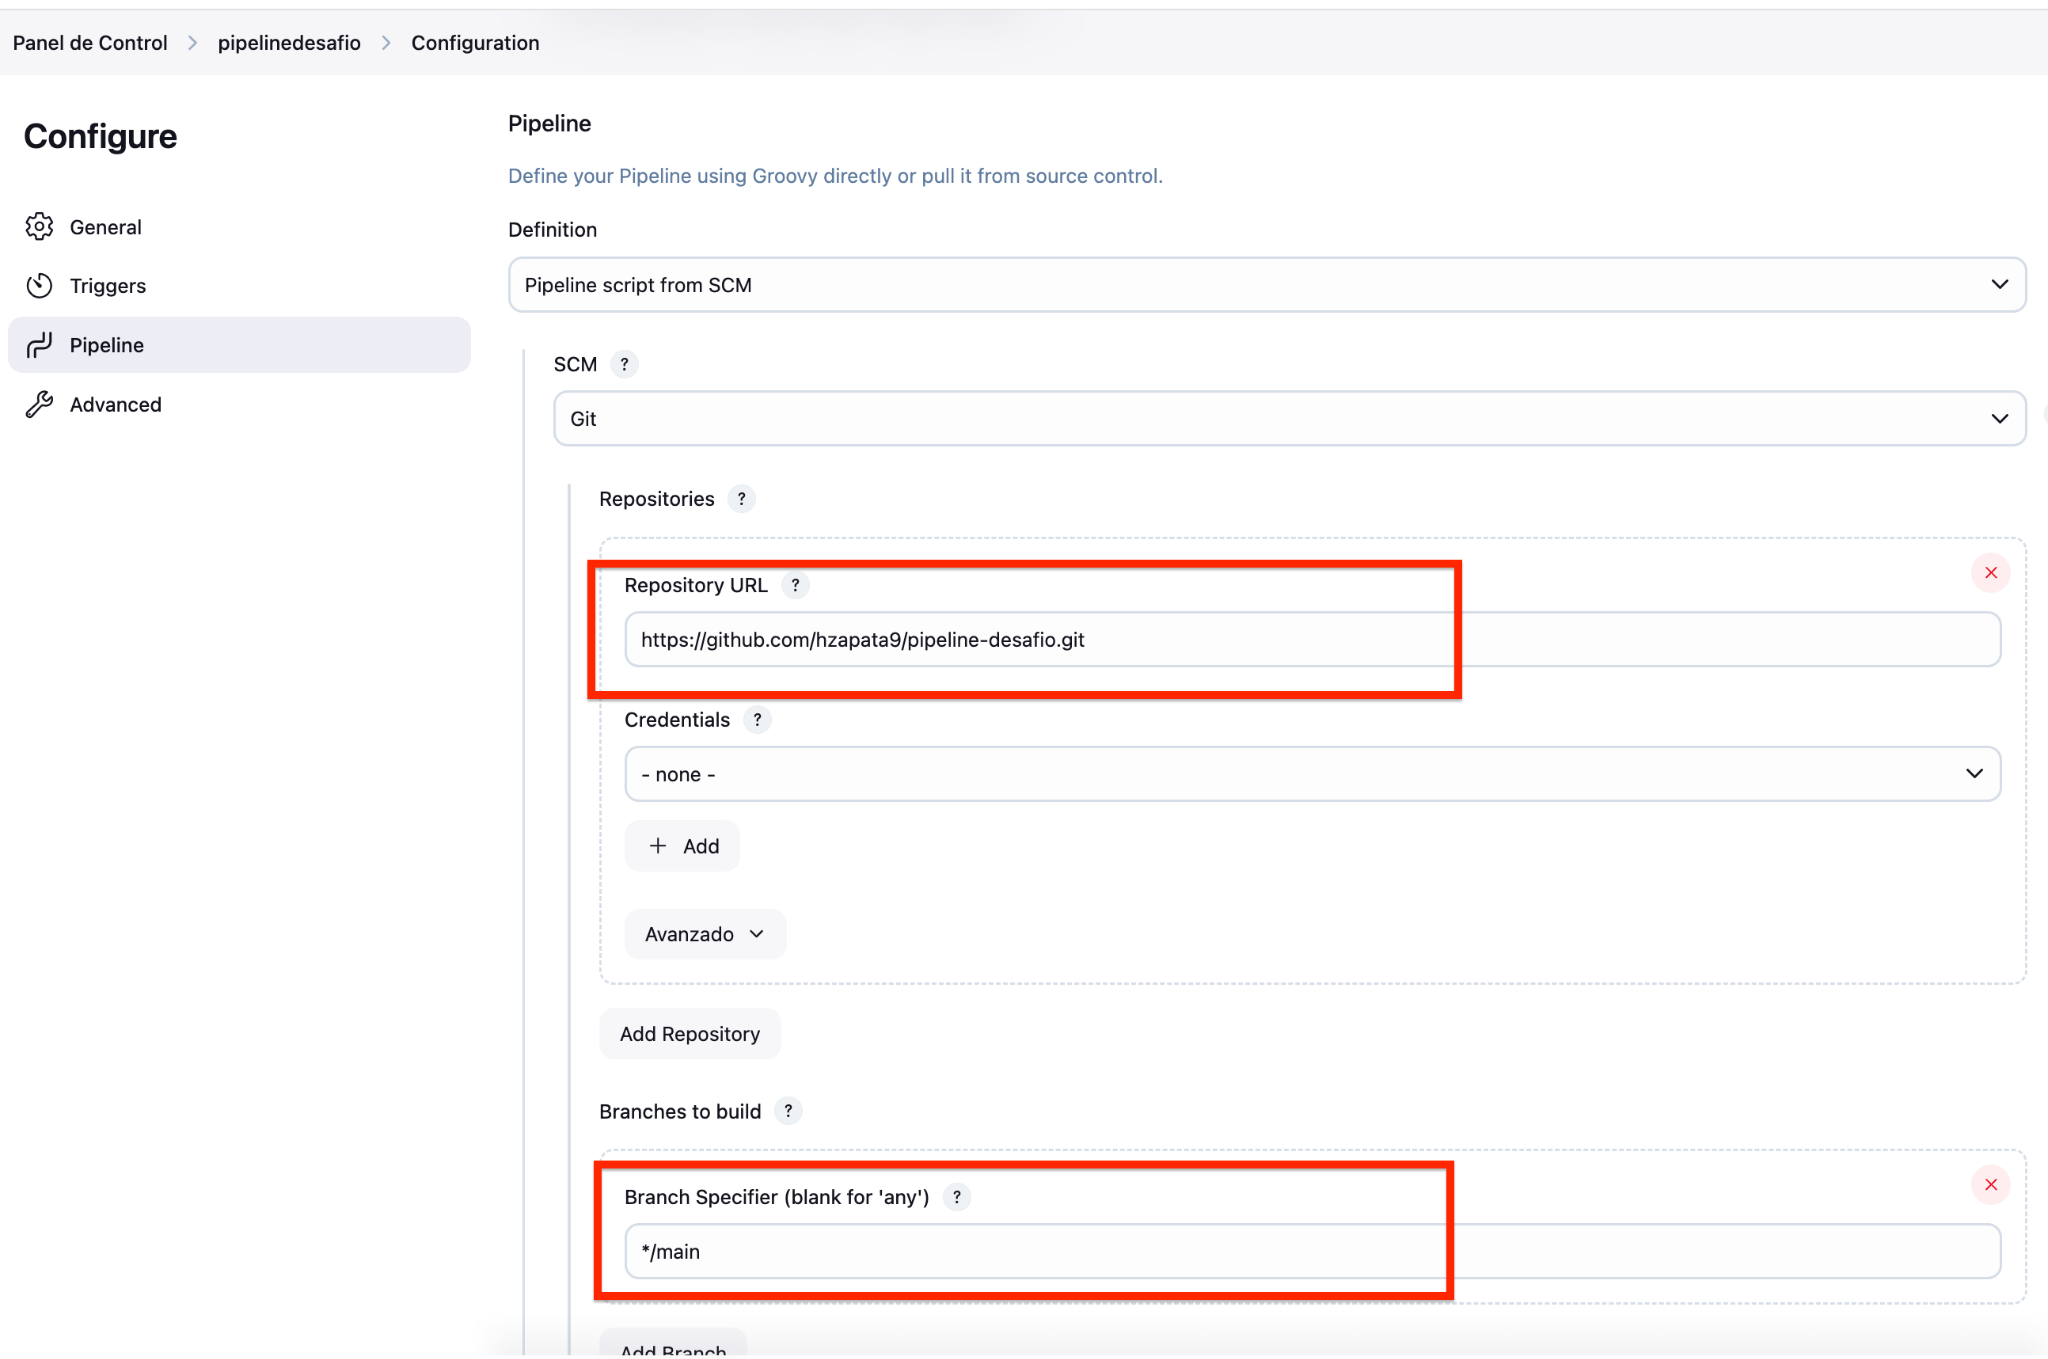 Panel de Control > pipelinedesafio > Configuration
Configure
General
Triggers
Pipeline
Advanced
Pipeline
Define your Pipeline using Groovy directly or pull it from source control.
Definition
Pipeline script from SCM
SCM ?
Git
Repositories ?
Repository URL ?
https://github.com/hzapata9/pipeline-desafio.git
Credentials ?
- none -
+ Add
Avanzado
Add Repository
Branches to build ?
Branch Specifier (blank for 'any') ?
*/main
Add Branch